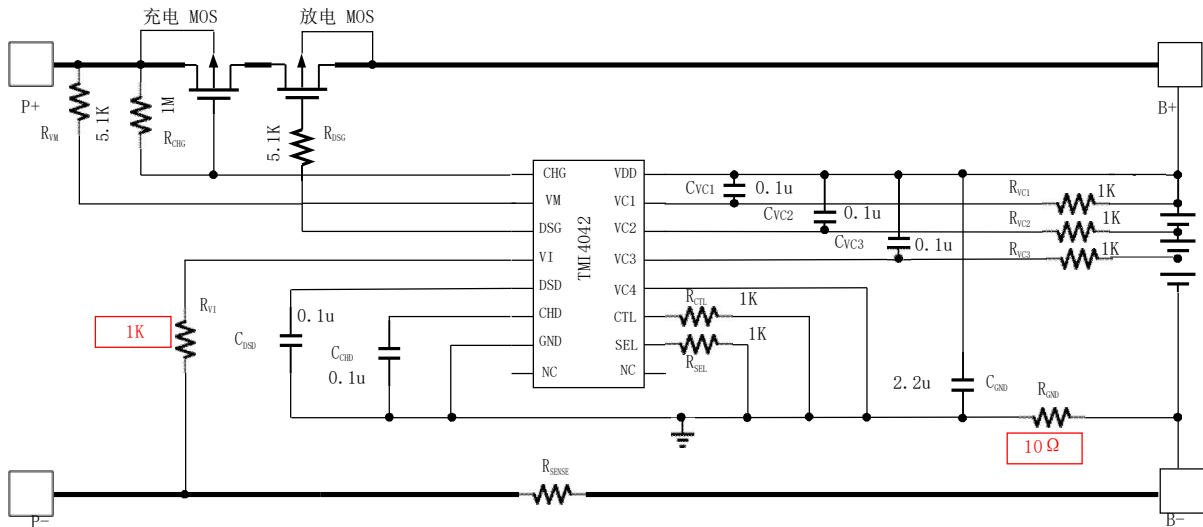 充电 MOS
放电 MOS
P+
B+
5.1K
RVM
1M
RCHG
5.1K
RDSG
TMI4042
CHG
VM
DSG
VI
DSD
CHD
GND
NC
VDD
VC1
VC2
VC3
VC4
CTL
SEL
NC
CVC1
0.1u
CVC2
0.1u
CVC3
0.1u
RVC1
1K
RVC2
1K
RVC3
1K
RVI
1K
0.1u
CDSD
CCHD
0.1u
RCTL
1K
1K
RSEL
2.2u
CGND
RGND
10Ω
RSENSE
P-
B-